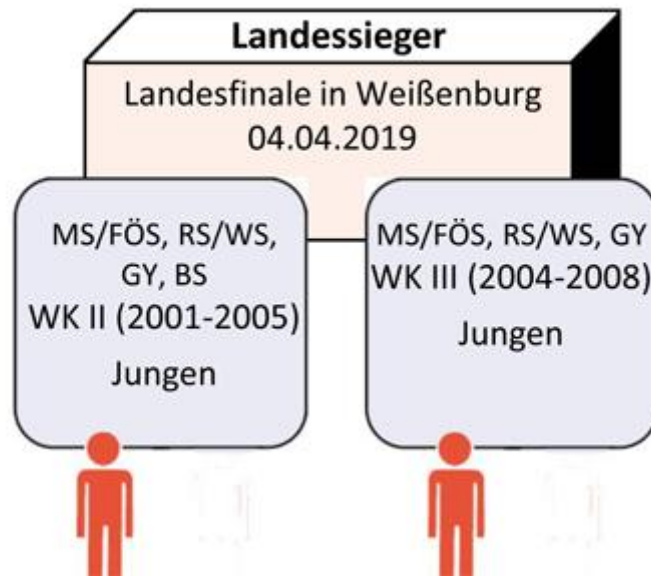 Landessieger
Landesfinale in Weißenburg
04.04.2019
MS/FÖS, RS/WS,
GY, BS
WK II (2001-2005)
Jungen
MS/FÖS, RS/WS, GY
WK III (2004-2008)
Jungen